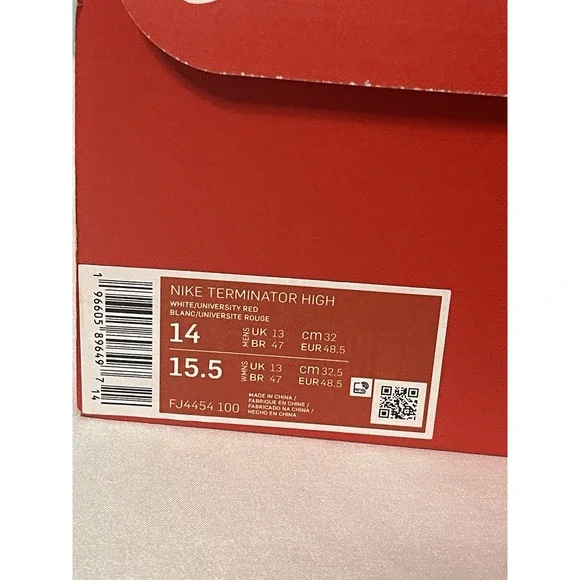 NIKE TERMINATOR HIGH
WHITE/UNIVERSITY RED
BLANC/UNIVERSITE ROUGE
14 MENS UK 13 CM 32
BR 47 EUR 48.5
15.5 WMNS UK 13 CM 32.5
BR 47 EUR 48.5
FJ4454 100
MADE IN CHINA /
FABRIQUE EN CHINE /
FABRICADO NA CHINA /
HECHO EN CHINA
1 96605 89649 7 14